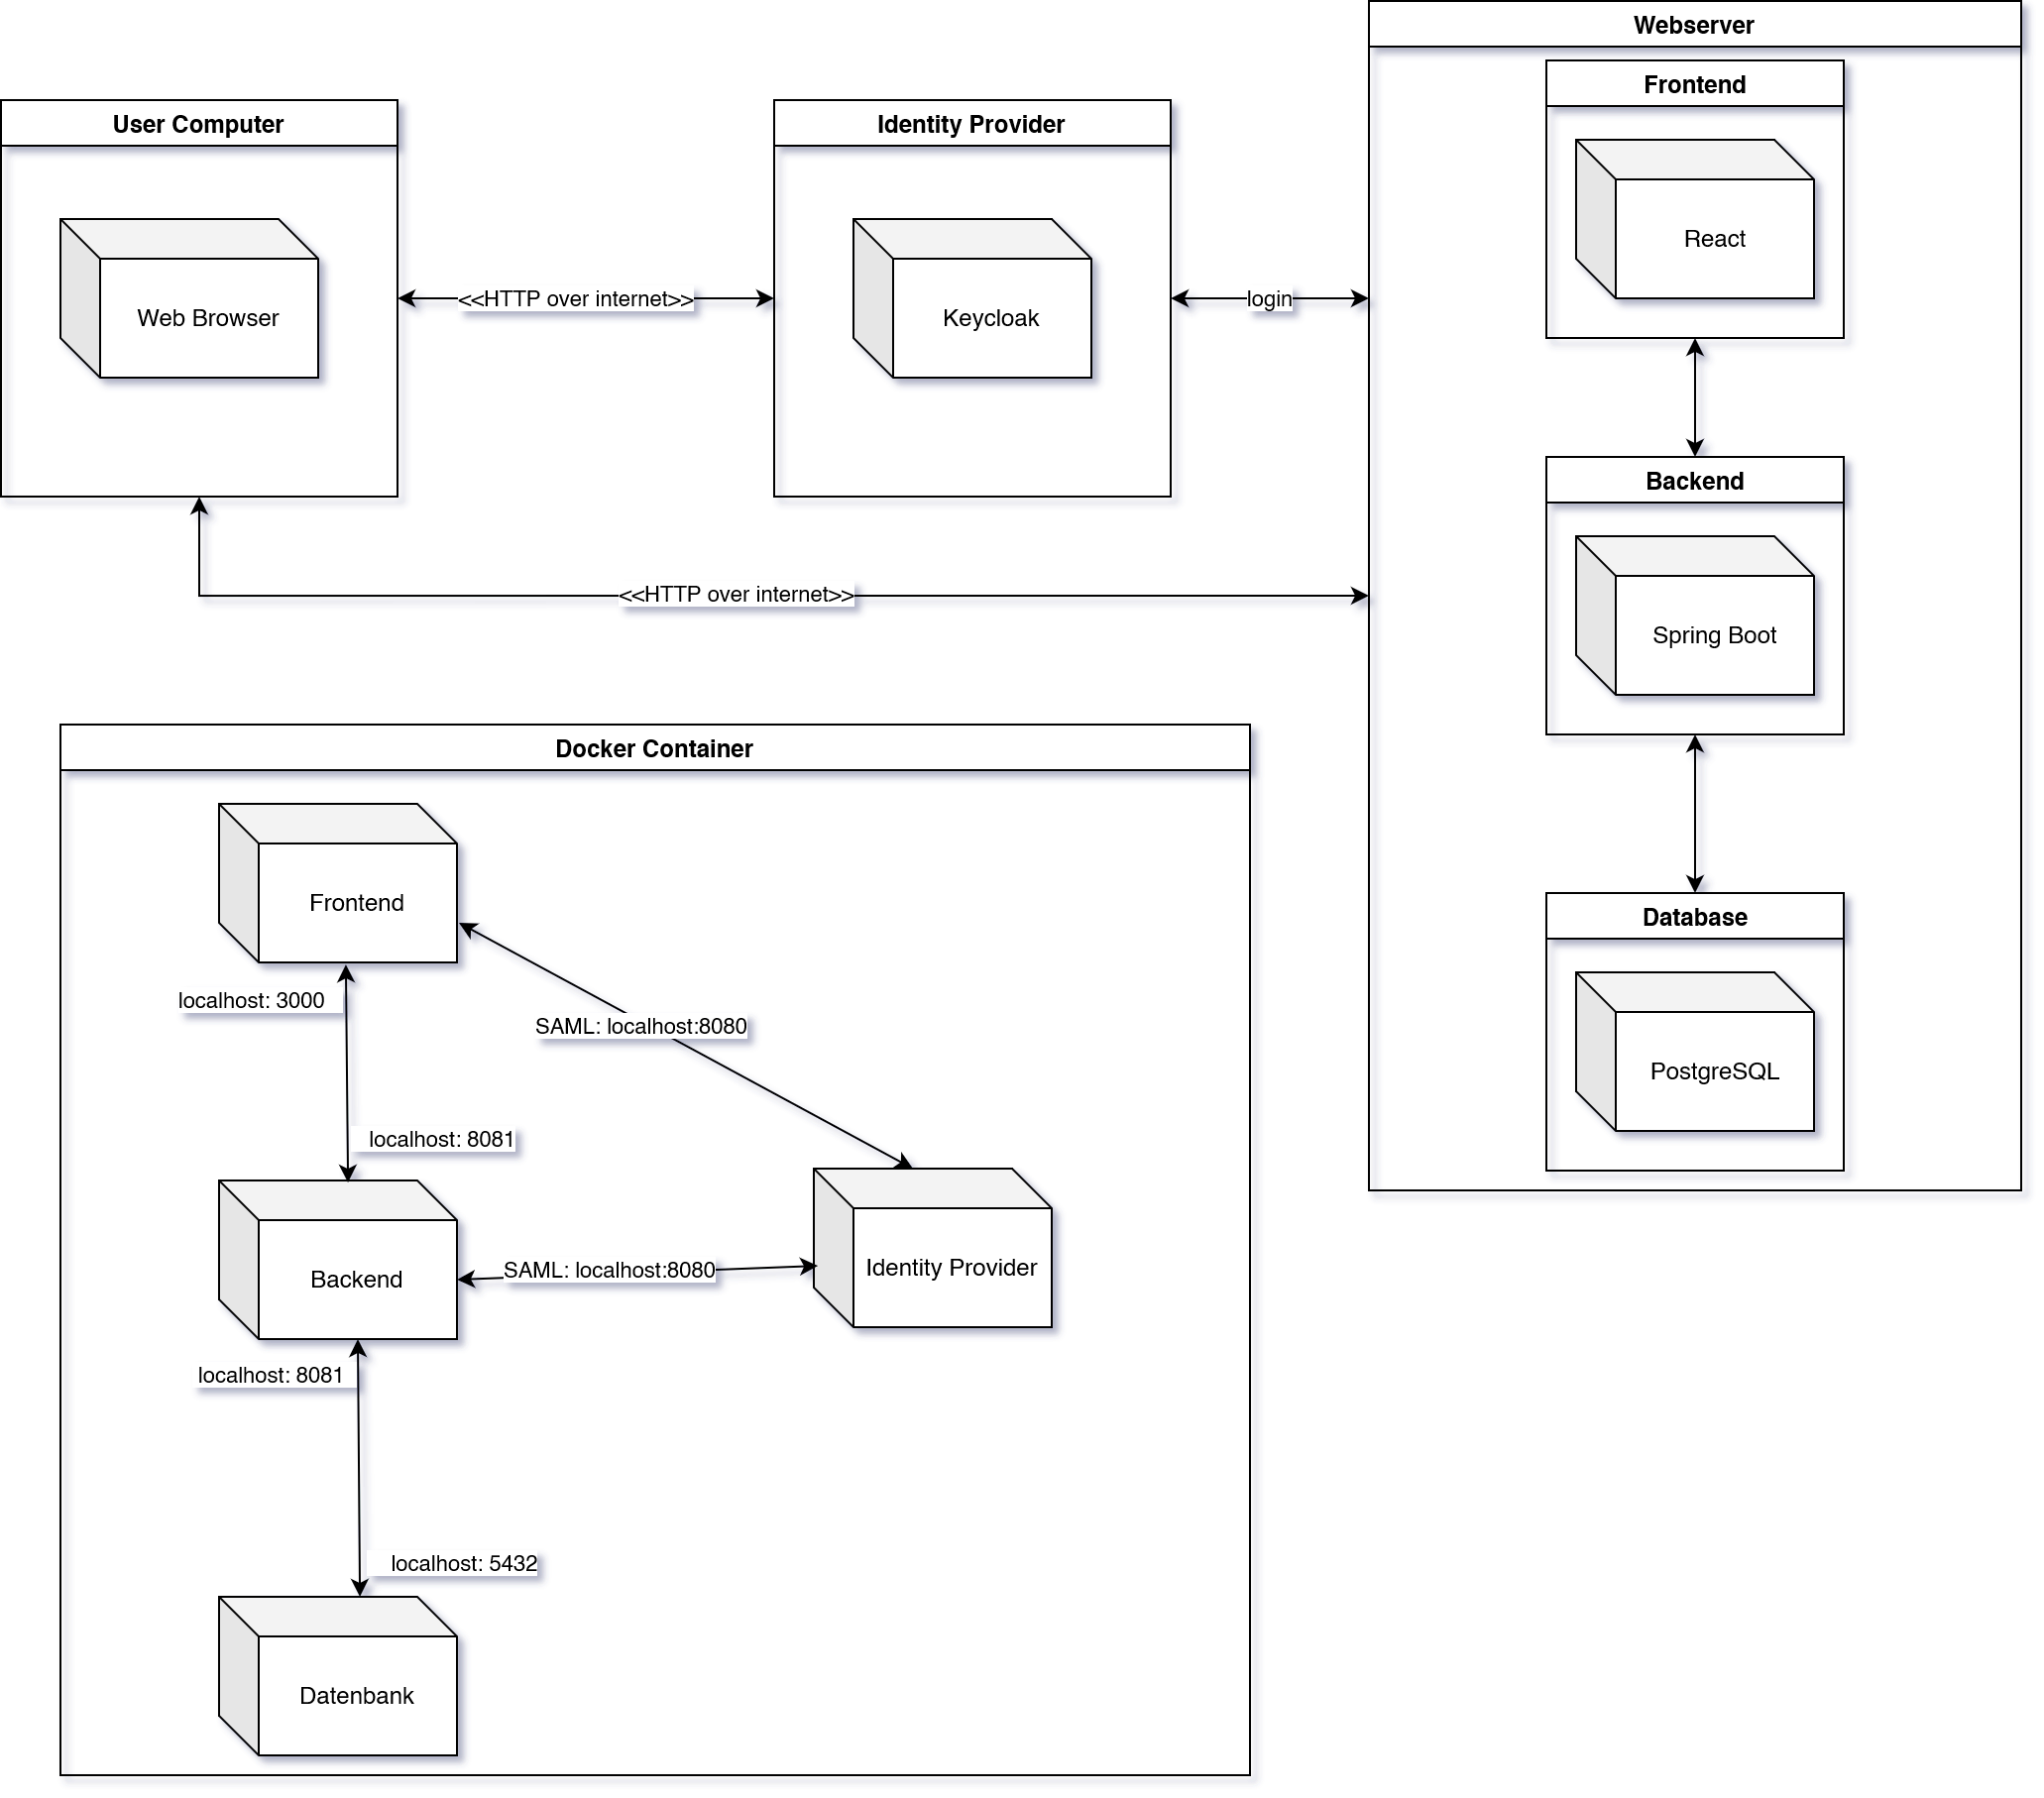 Webserver
Frontend
React
User Computer
Web Browser
<<HTTP over internet>>
Identity Provider
Keycloak
login
Backend
Spring Boot
<<HTTP over internet>>
Database
PostgreSQL
Docker Container
Frontend
localhost: 3000
SAML: localhost:8080
localhost: 8081
Backend
SAML: localhost:8080
Identity Provider
localhost: 8081
localhost: 5432
Datenbank